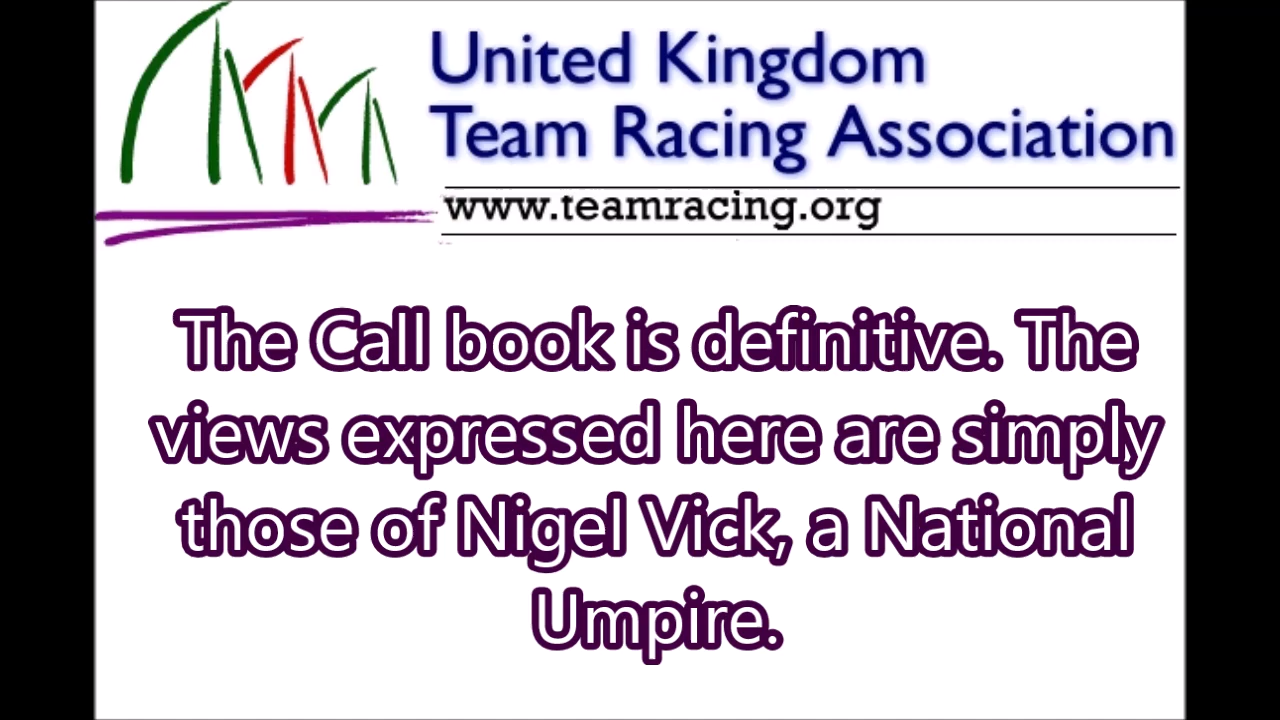 United Kingdom
Team Racing Association
www.teamracing.org
The Call book is definitive. The
views expressed here are simply
those of Nigel Vick, a National
Umpire.